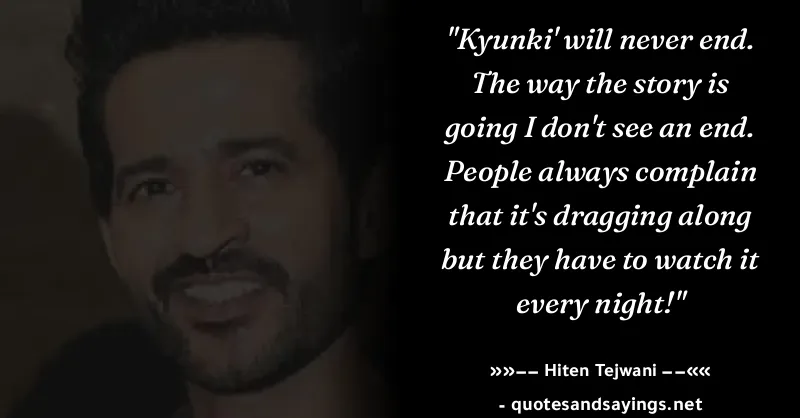 "Kyunki' will never end.
The way the story is
going I don't see an end.
People always complain
that it's dragging along
but they have to watch it
every night!"
»»–– Hiten Tejwani ––««
- quotesandsayings.net